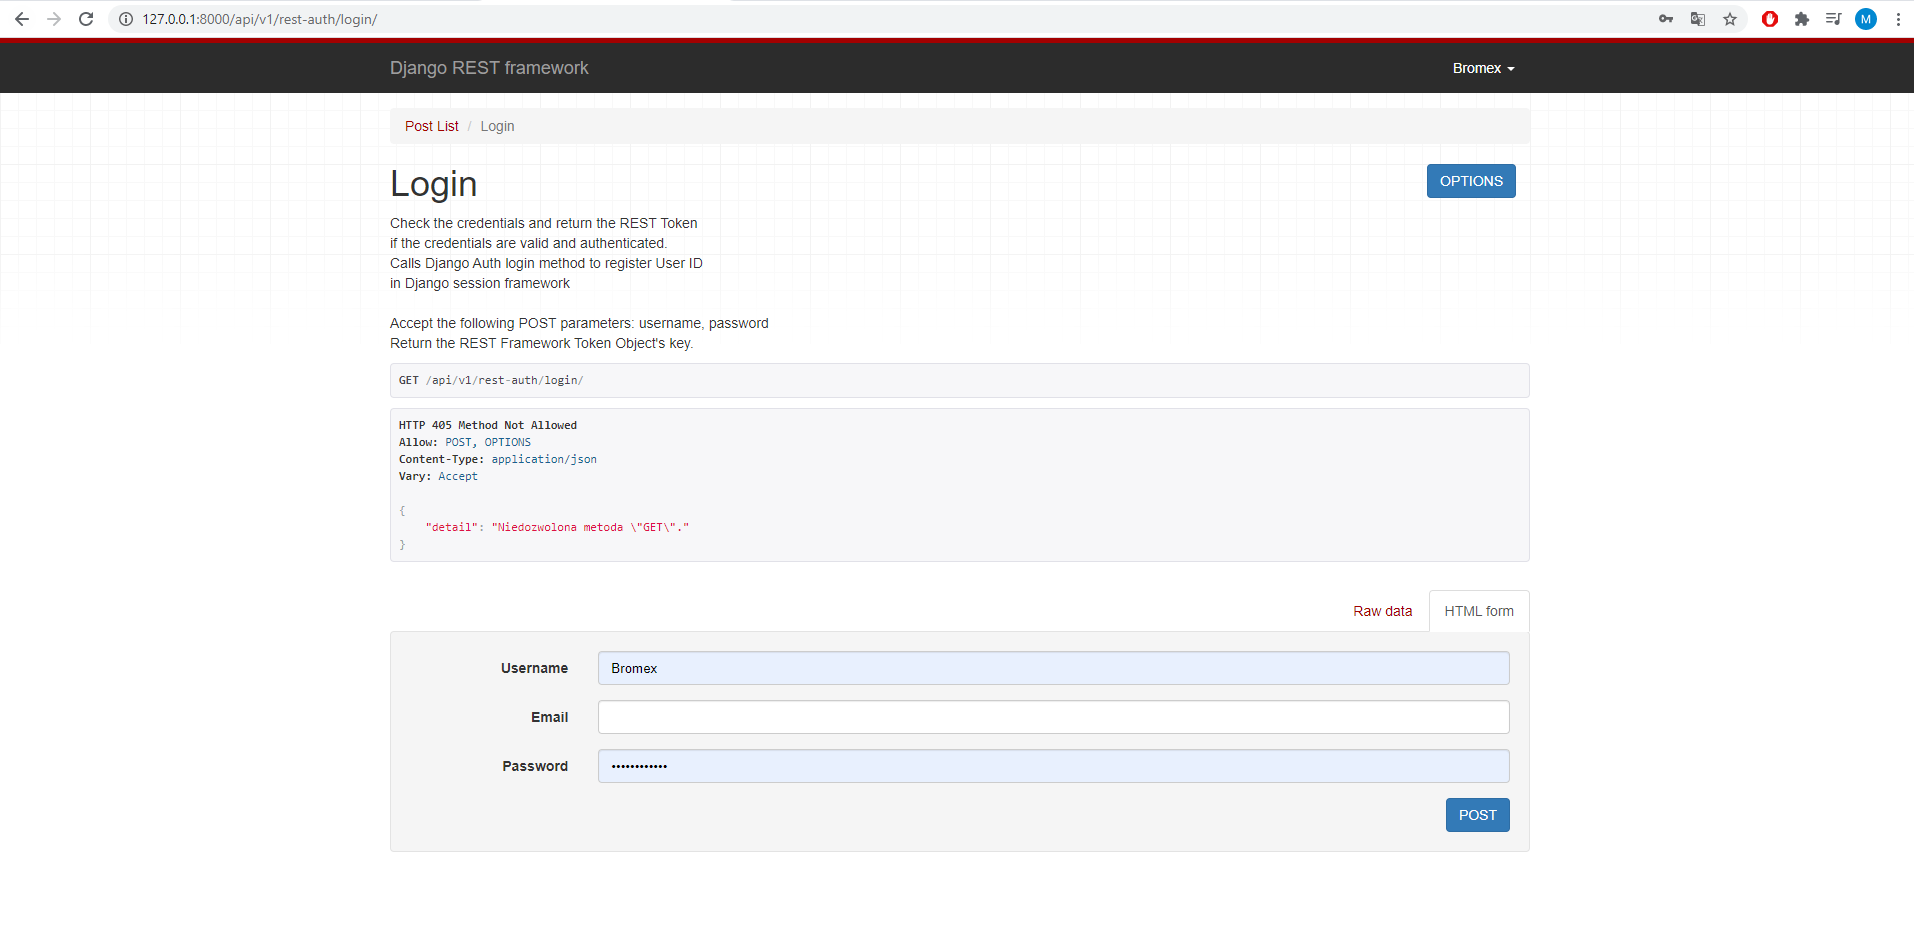 127.0.0.1:8000/api/v1/rest-auth/login/
M
Django REST framework
Bromex
Post List / Login
Login
OPTIONS
Check the credentials and return the REST Token
if the credentials are valid and authenticated.
Calls Django Auth login method to register User ID
in Django session framework
Accept the following POST parameters: username, password
Return the REST Framework Token Object's key.
GET /api/v1/rest-auth/login/
HTTP 405 Method Not Allowed
Allow: POST, OPTIONS
Content-Type: application/json
Vary: Accept
{
"detail": "Niedozwolona metoda \"GET\"."
}
Raw data
HTML form
Username
Bromex
Email
Password
••••••••••••
POST